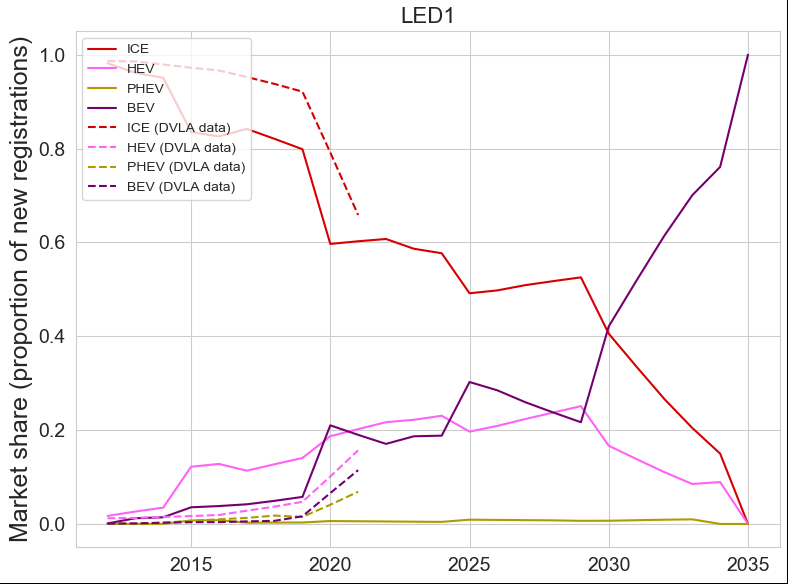 LED1
Market share (proportion of new registrations)
1.0
0.8
0.6
0.4
0.2
0.0
ICE
HEV
PHEV
BEV
ICE (DVLA data)
HEV (DVLA data)
PHEV (DVLA data)
BEV (DVLA data)
2015 2020 2025 2030 2035